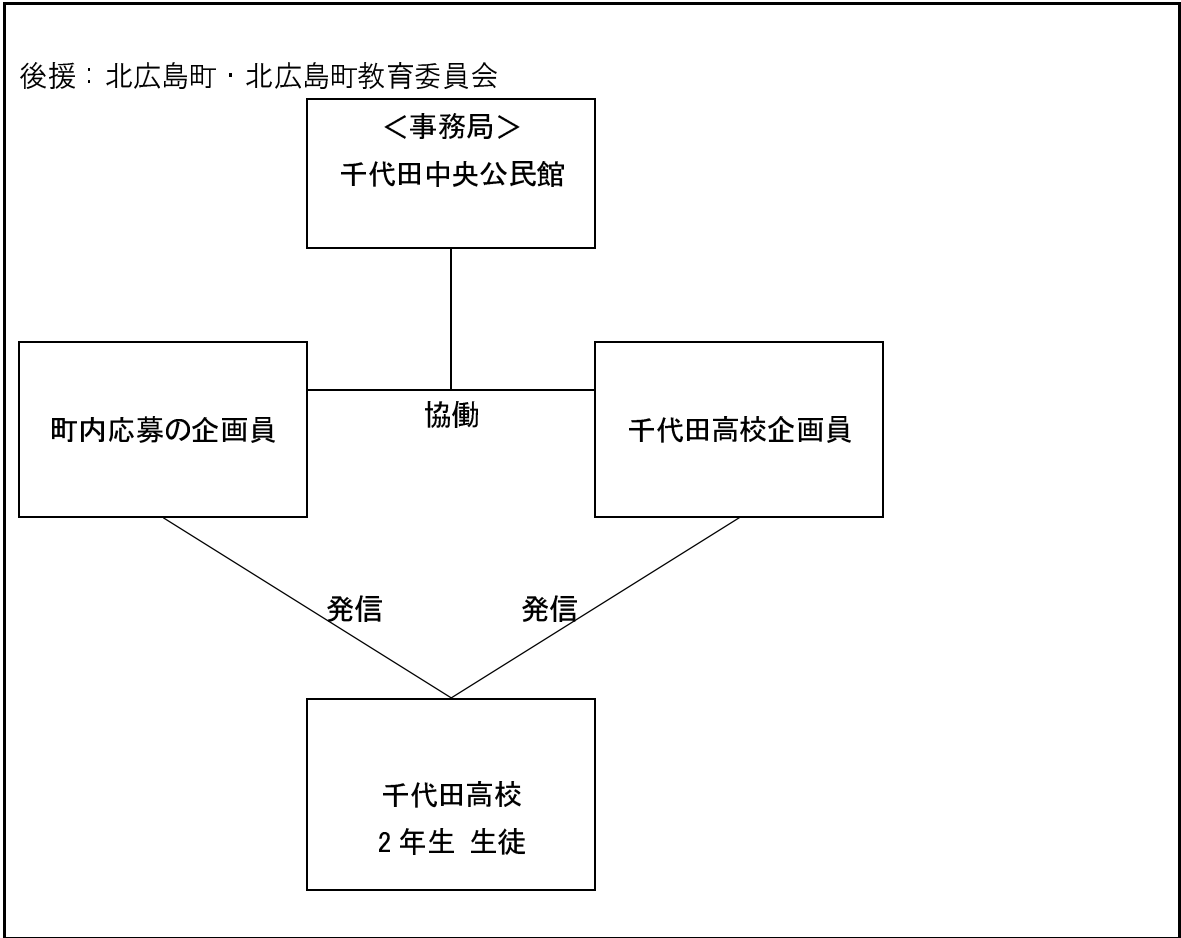 後援：北広島町・北広島町教育委員会
＜事務局＞
千代田中央公民館
町内応募の企画員
協働
千代田高校企画員
発信
発信
千代田高校
2年生 生徒